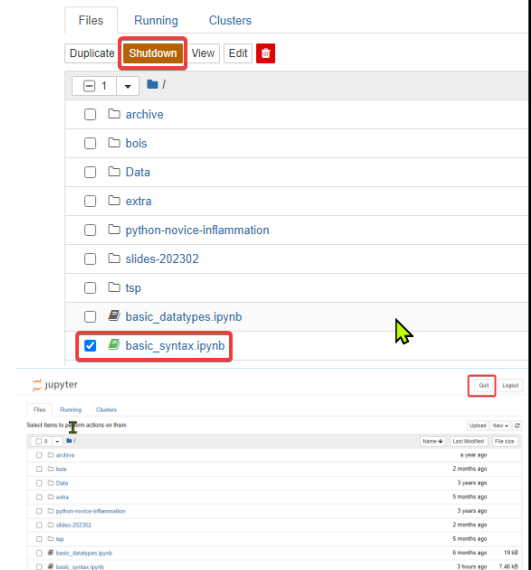 Files Running Clusters
Duplicate Shutdown View Edit
1 /
archive
bois
Data
extra
python-novice-inflammation
slides-202302
tsp
basic_datatypes.ipynb
basic_syntax.ipynb
jupyter Quit Logout
Files Running Clusters
Select items to perform actions on them. Upload New
0 / Name Last Modified File size
archive a year ago
bois 2 months ago
Data 3 years ago
extra 5 months ago
python-novice-inflammation 3 years ago
slides-202302 2 months ago
tsp 5 months ago
basic_datatypes.ipynb 6 months ago 19 kB
basic_syntax.ipynb 3 hours ago 7.46 kB